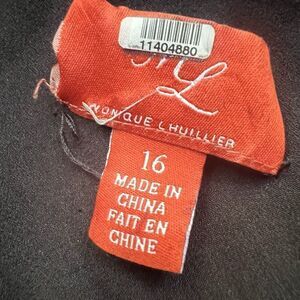 11404880
ML
MONIQUE LHUILLIER
16
MADE IN
CHINA
FAIT EN
CHINE